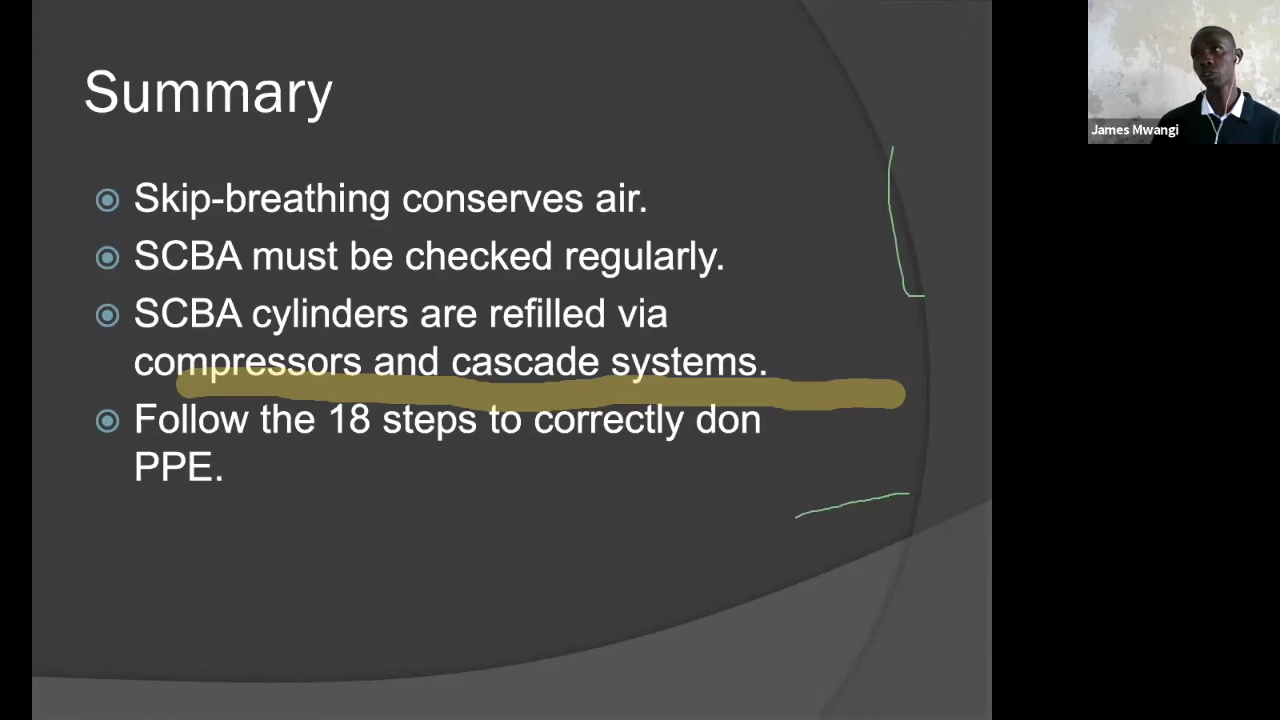 Summary
Skip-breathing conserves air.
SCBA must be checked regularly.
SCBA cylinders are refilled via
compressors and cascade systems.
Follow the 18 steps to correctly don
PPE.
James Mwangi